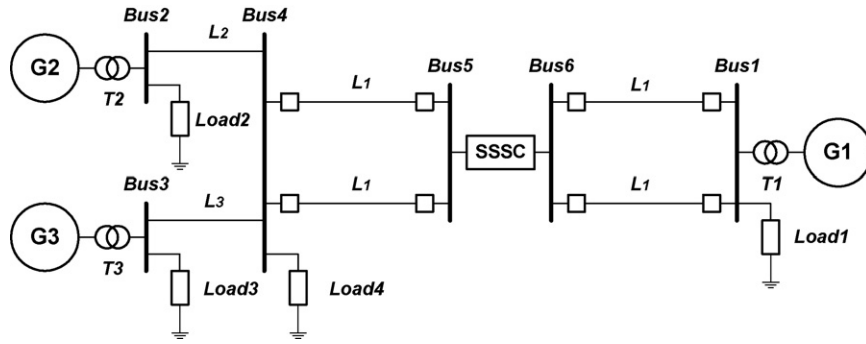 Bus2
Bus4
L2
G2
T2
Load2
L1
Bus5
Bus6
L1
Bus1
SSSC
G1
T1
Bus3
L3
L1
L1
G3
T3
Load3
Load4
Load1